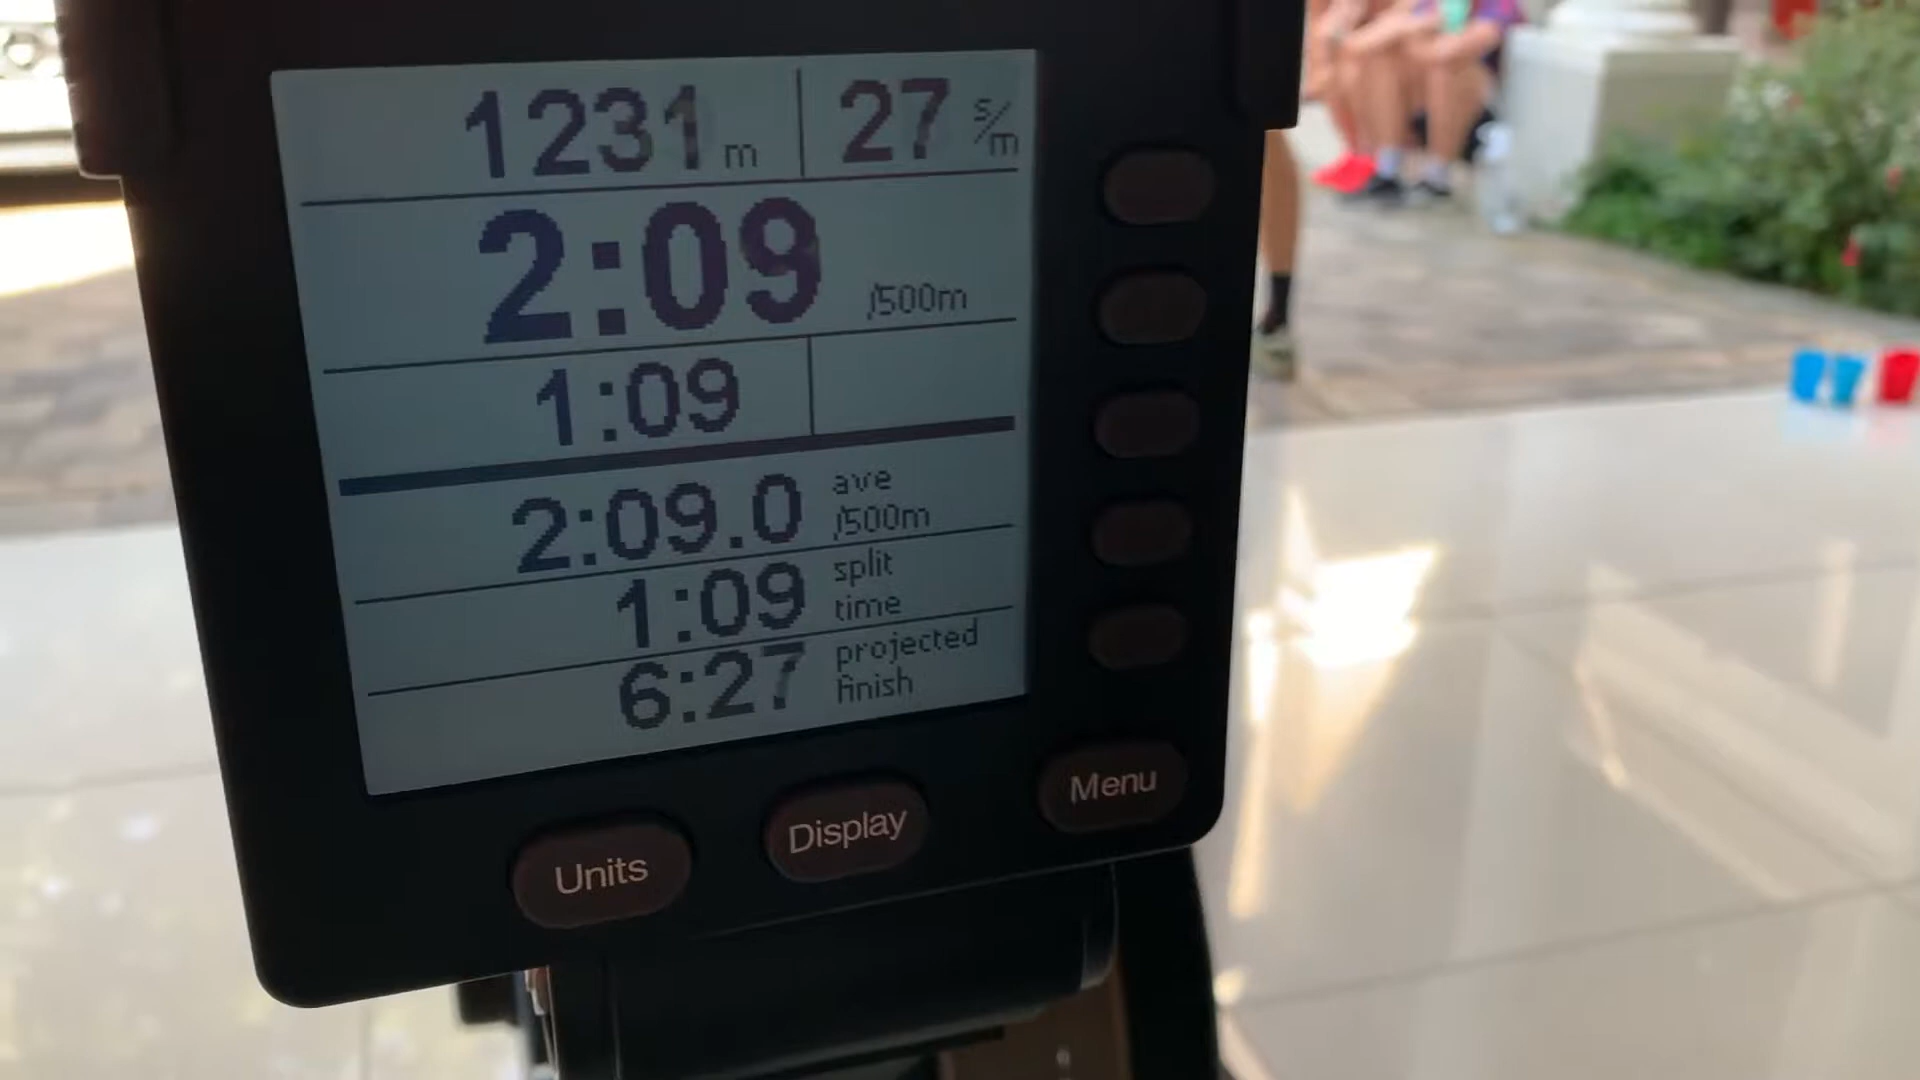 1231 m 27 s/m
2:09 /500m
1:09
2:09.0 ave /500m
1:09 split time
6:27 projected finish
Units Display Menu